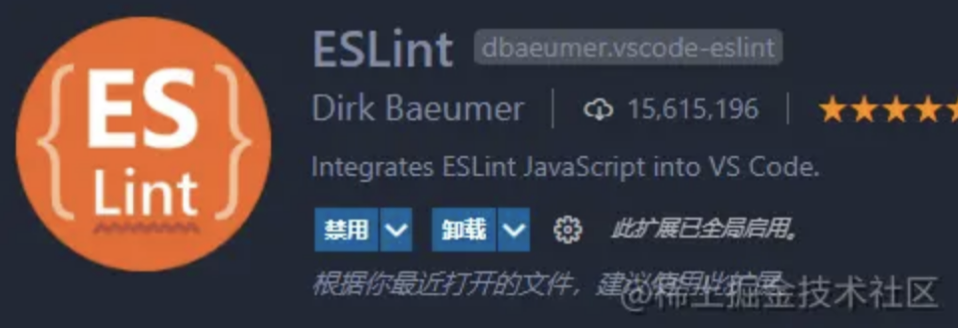 ES
Lint
ESLint dbaeumer.vscode-eslint
Dirk Baeumer 15,615,196
Integrates ESLint JavaScript into VS Code.
禁用 卸载 此扩展已全局启用。
根据你最近打开的文件，建议使用此扩展。
@稀土掘金技术社区